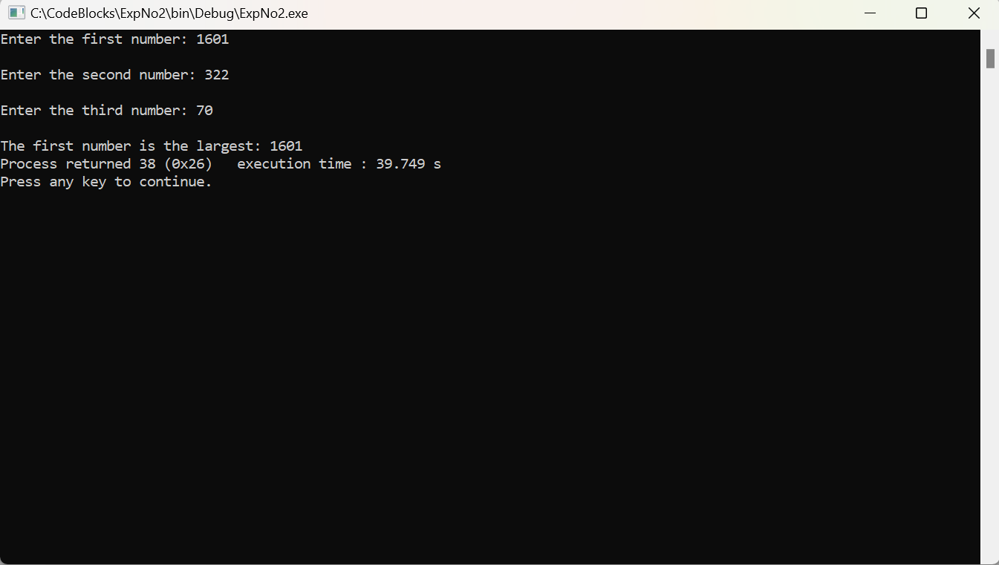 C:\CodeBlocks\ExpNo2\bin\Debug\ExpNo2.exe
Enter the first number: 1601
Enter the second number: 322
Enter the third number: 70
The first number is the largest: 1601
Process returned 38 (0x26)   execution time : 39.749 s
Press any key to continue.